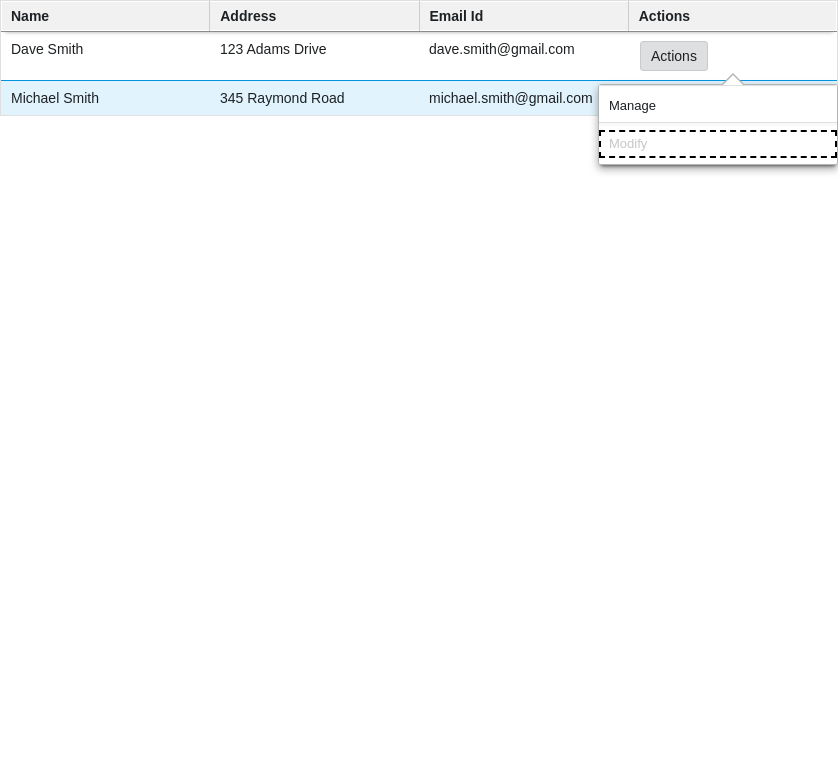 Name Address Email Id Actions
Dave Smith 123 Adams Drive dave.smith@gmail.com Actions
Michael Smith 345 Raymond Road michael.smith@gmail.com
Manage
Modify